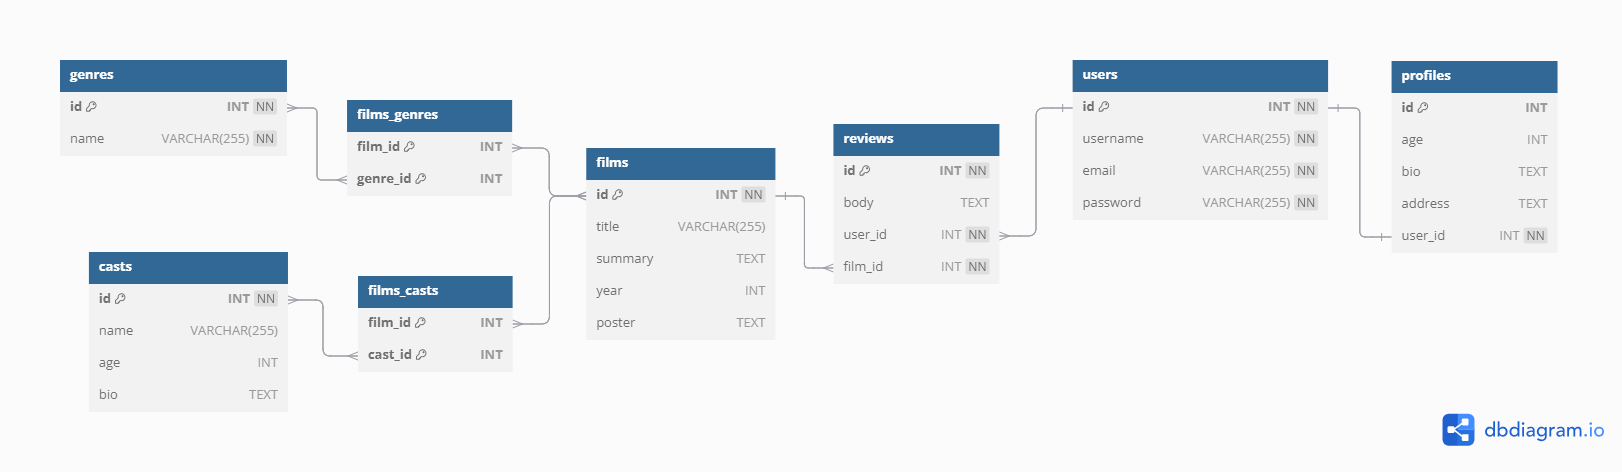 genres
id INT NN
name VARCHAR(255) NN
films_genres
film_id INT
genre_id INT
casts
id INT NN
name VARCHAR(255)
age INT
bio TEXT
films_casts
film_id INT
cast_id INT
films
id INT NN
title VARCHAR(255)
summary TEXT
year INT
poster TEXT
reviews
id INT NN
body TEXT
user_id INT NN
film_id INT NN
users
id INT NN
username VARCHAR(255) NN
email VARCHAR(255) NN
password VARCHAR(255) NN
profiles
id INT
age INT
bio TEXT
address TEXT
user_id INT NN
dbdiagram.io